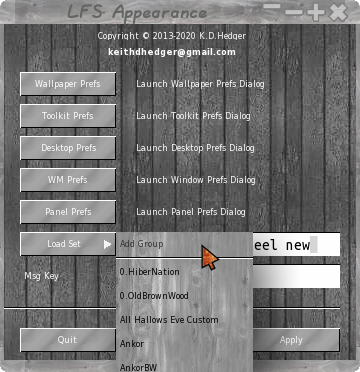 LFS Appearance
Copyright © 2013-2020 K.D.Hedger
keithdhedger@gmail.com
Wallpaper Prefs Launch Wallpaper Prefs Dialog
Toolkit Prefs Launch Toolkit Prefs Dialog
Desktop Prefs Launch Desktop Prefs Dialog
WM Prefs Launch Window Prefs Dialog
Panel Prefs Launch Panel Prefs Dialog
Load Set Add Group eel new
Msg Key
0.HiberNation
0.OldBrownWood
All Hallows Eve Custom
Quit Ankor Apply
AnkorBW